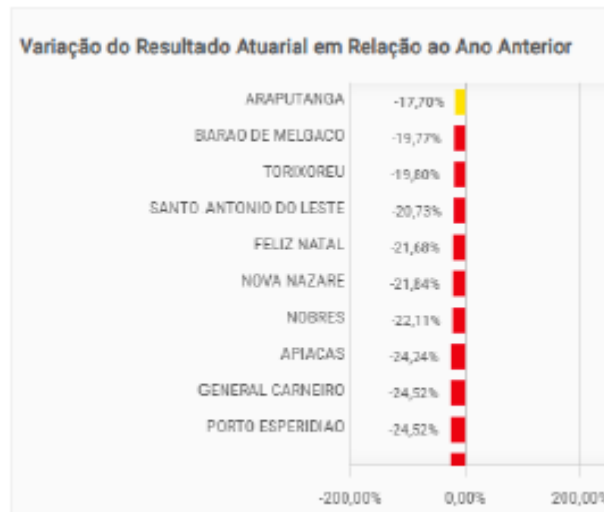 Variação do Resultado Atuarial em Relação ao Ano Anterior
ARAPUTANGA -17,70%
BARAO DE MELGACO -19,77%
TORIXOREU -19,80%
SANTO ANTONIO DO LESTE -20,73%
FELIZ NATAL -21,68%
NOVA NAZARE -21,84%
NOBRES -22,11%
APIACAS -24,24%
GENERAL CARNEIRO -24,52%
PORTO ESPERIDIAO -24,52%
-200,00% 0,00% 200,00%